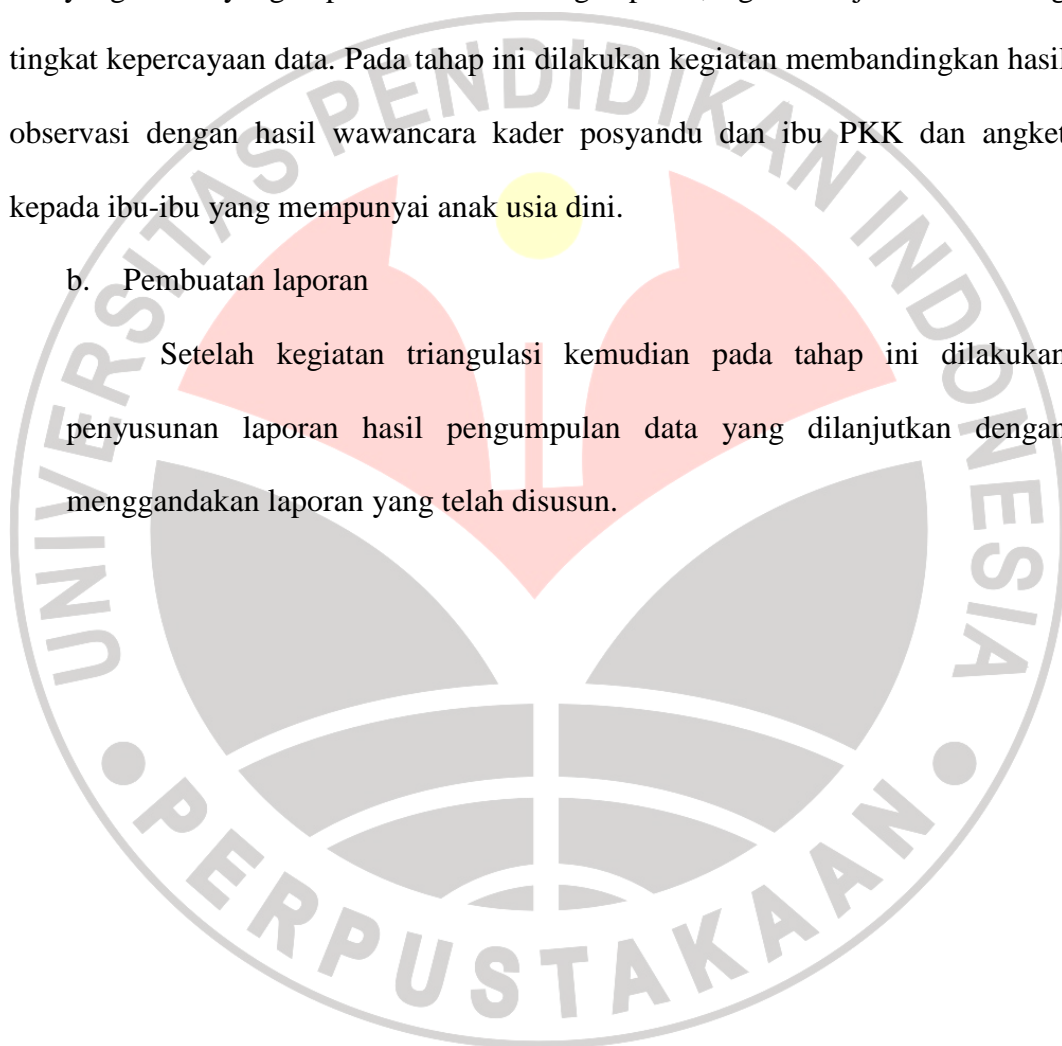 tingkat kepercayaan data. Pada tahap ini dilakukan kegiatan membandingkan hasil
observasi dengan hasil wawancara kader posyandu dan ibu PKK dan angket
kepada ibu-ibu yang mempunyai anak usia dini.
b. Pembuatan laporan
Setelah kegiatan triangulasi kemudian pada tahap ini dilakukan
penyusunan laporan hasil pengumpulan data yang dilanjutkan dengan
menggandakan laporan yang telah disusun.
UNIVERSITAS PENDIDIKAN INDONESIA
PERPUSTAKAAN